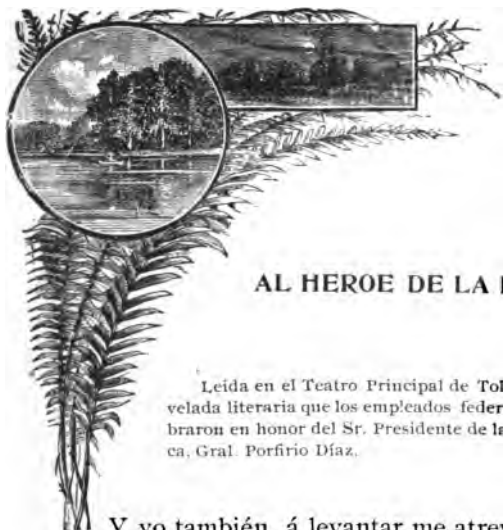 AL HEROE DE LA
Leida en el Teatro Principal de Tol
velada literaria que los empleados feder
braron en honor del Sr. Presidente de la
ca, Gral. Porfirio Díaz.
Y yo también, á levantar me atrev